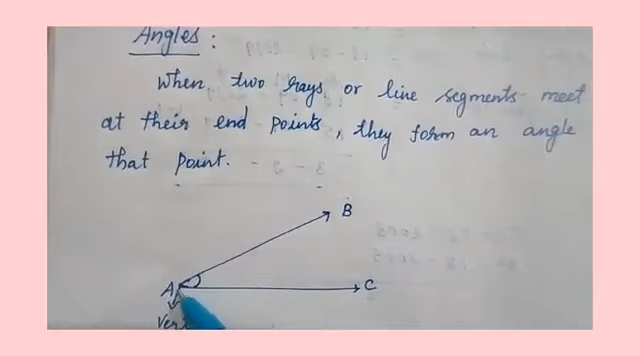 Angles :
When two rays or line segments meet
at their end points, they form an angle
that point.
B
A
C